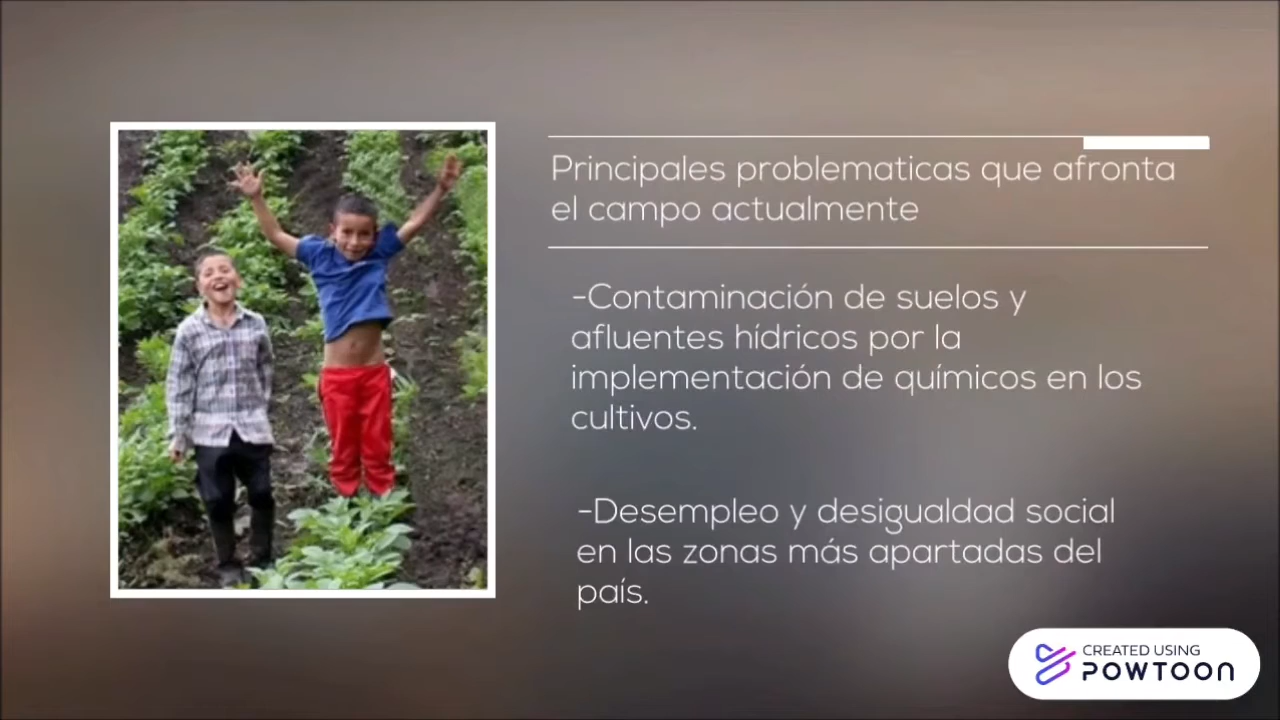 Principales problematicas que afronta
el campo actualmente
-Contaminación de suelos y
afluentes hídricos por la
implementación de químicos en los
cultivos.
-Desempleo y desigualdad social
en las zonas más apartadas del
país.
CREATED USING
POWTOON